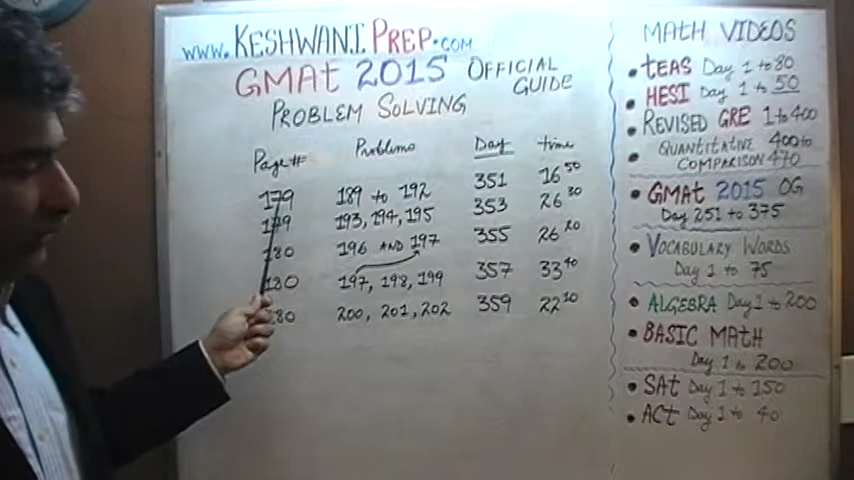 www.KESHWANIPREP.COM
GMAt 2015 OFFICIAL GUIDE
PROBLEM SOLVING
Page# Problems Day time
179 189 to 192 351 16 50
179 193, 194, 195 353 26 30
180 196 AND 197 355 26 20
180 197, 198, 199 357 33 40
180 200, 201, 202 359 22 10
MATH VIDEOS
• tEAS Day 1 to 80
• HESI Day 1 to 50
• REVISED GRE 1 to 400
• QUANTITATIVE 400 to
COMPARISON 470
• GMAt 2015 OG
Day 251 to 375
• VOCABULARY WORDS
Day 1 to 75
• ALGEBRA Day 1 to 200
• BASIC MATH
Day 1 to 200
• SAt Day 1 to 150
• ACt Day 1 to 40